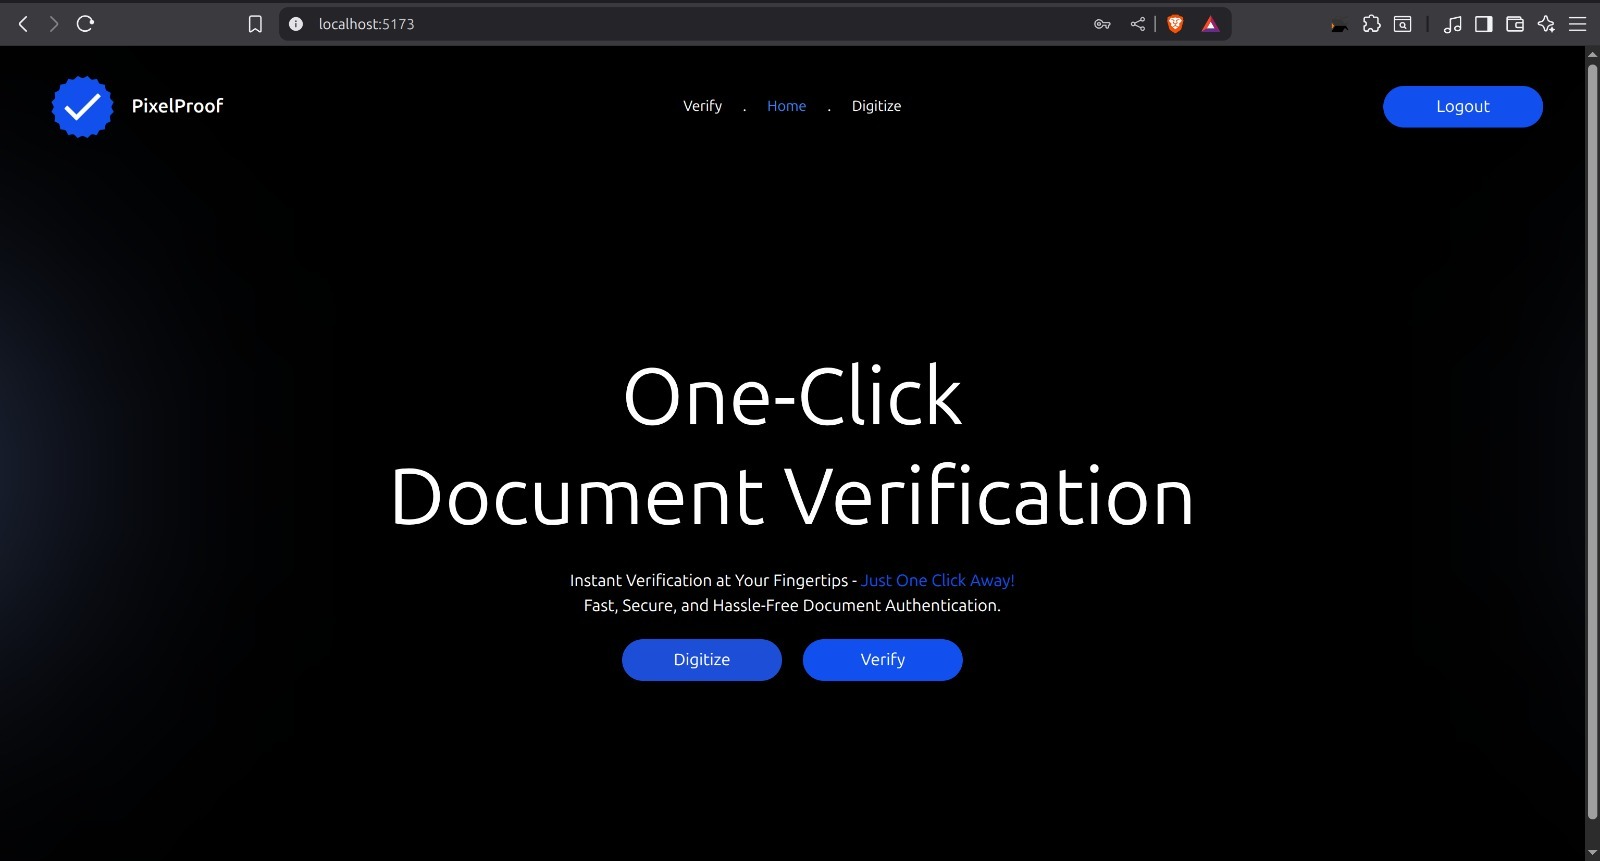 localhost:5173
PixelProof
Verify . Home . Digitize
Logout
One-Click
Document Verification
Instant Verification at Your Fingertips - Just One Click Away!
Fast, Secure, and Hassle-Free Document Authentication.
Digitize
Verify